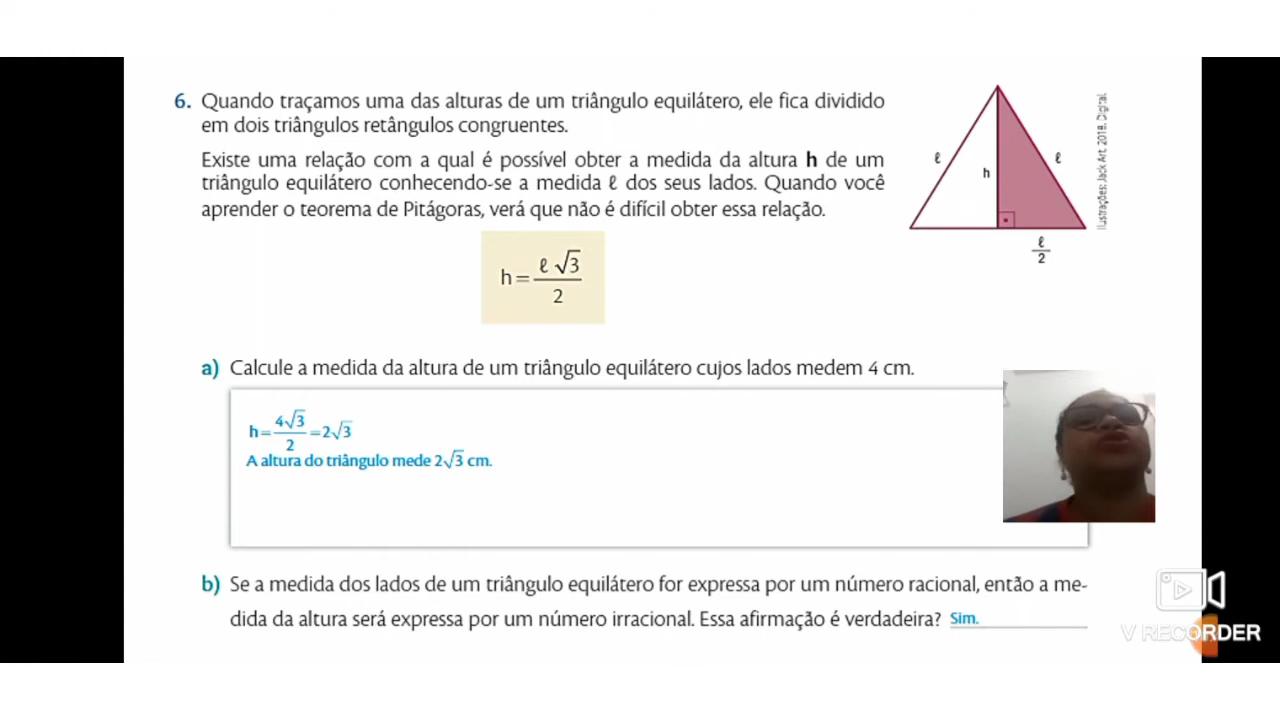 6. Quando traçamos uma das alturas de um triângulo equilátero, ele fica dividido
em dois triângulos retângulos congruentes.
Existe uma relação com a qual é possível obter a medida da altura h de um
triângulo equilátero conhecendo-se a medida ℓ dos seus lados. Quando você
aprender o teorema de Pitágoras, verá que não é difícil obter essa relação.
ℓ
ℓ
h
ℓ/2
Ilustrações: Jack Art. 2018. Digital.
h = ℓ√3/2
a) Calcule a medida da altura de um triângulo equilátero cujos lados medem 4 cm.
h = 4√3/2 = 2√3
A altura do triângulo mede 2√3 cm.
b) Se a medida dos lados de um triângulo equilátero for expressa por um número racional, então a me-
dida da altura será expressa por um número irracional. Essa afirmação é verdadeira? Sim.
V RECORDER